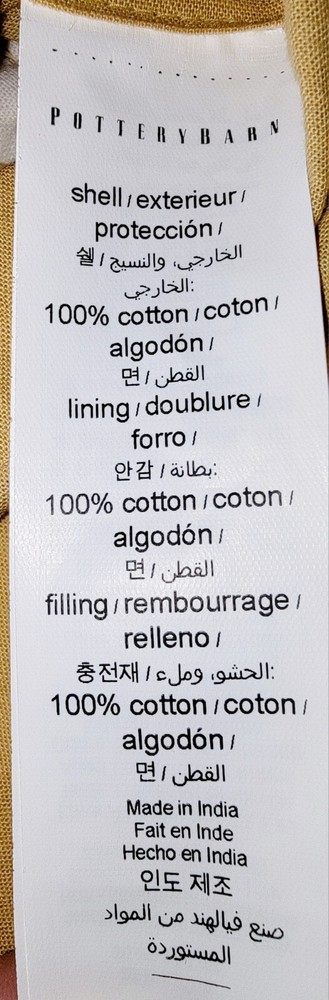 POTTERYBARN
shell / exterieur /
protección /
쉘 / الخارجي، والنسيج
الخارجي:
100% cotton / coton /
algodón /
면 / القطن
lining / doublure /
forro /
안감 / بطانة:
100% cotton / coton /
algodón /
면 / القطن
filling / rembourrage /
relleno /
충전재 / الحشو، وملء:
100% cotton / coton /
algodón /
면 / القطن
Made in India
Fait en Inde
Hecho en India
인도 제조
صنع فيالهند من المواد
المستوردة